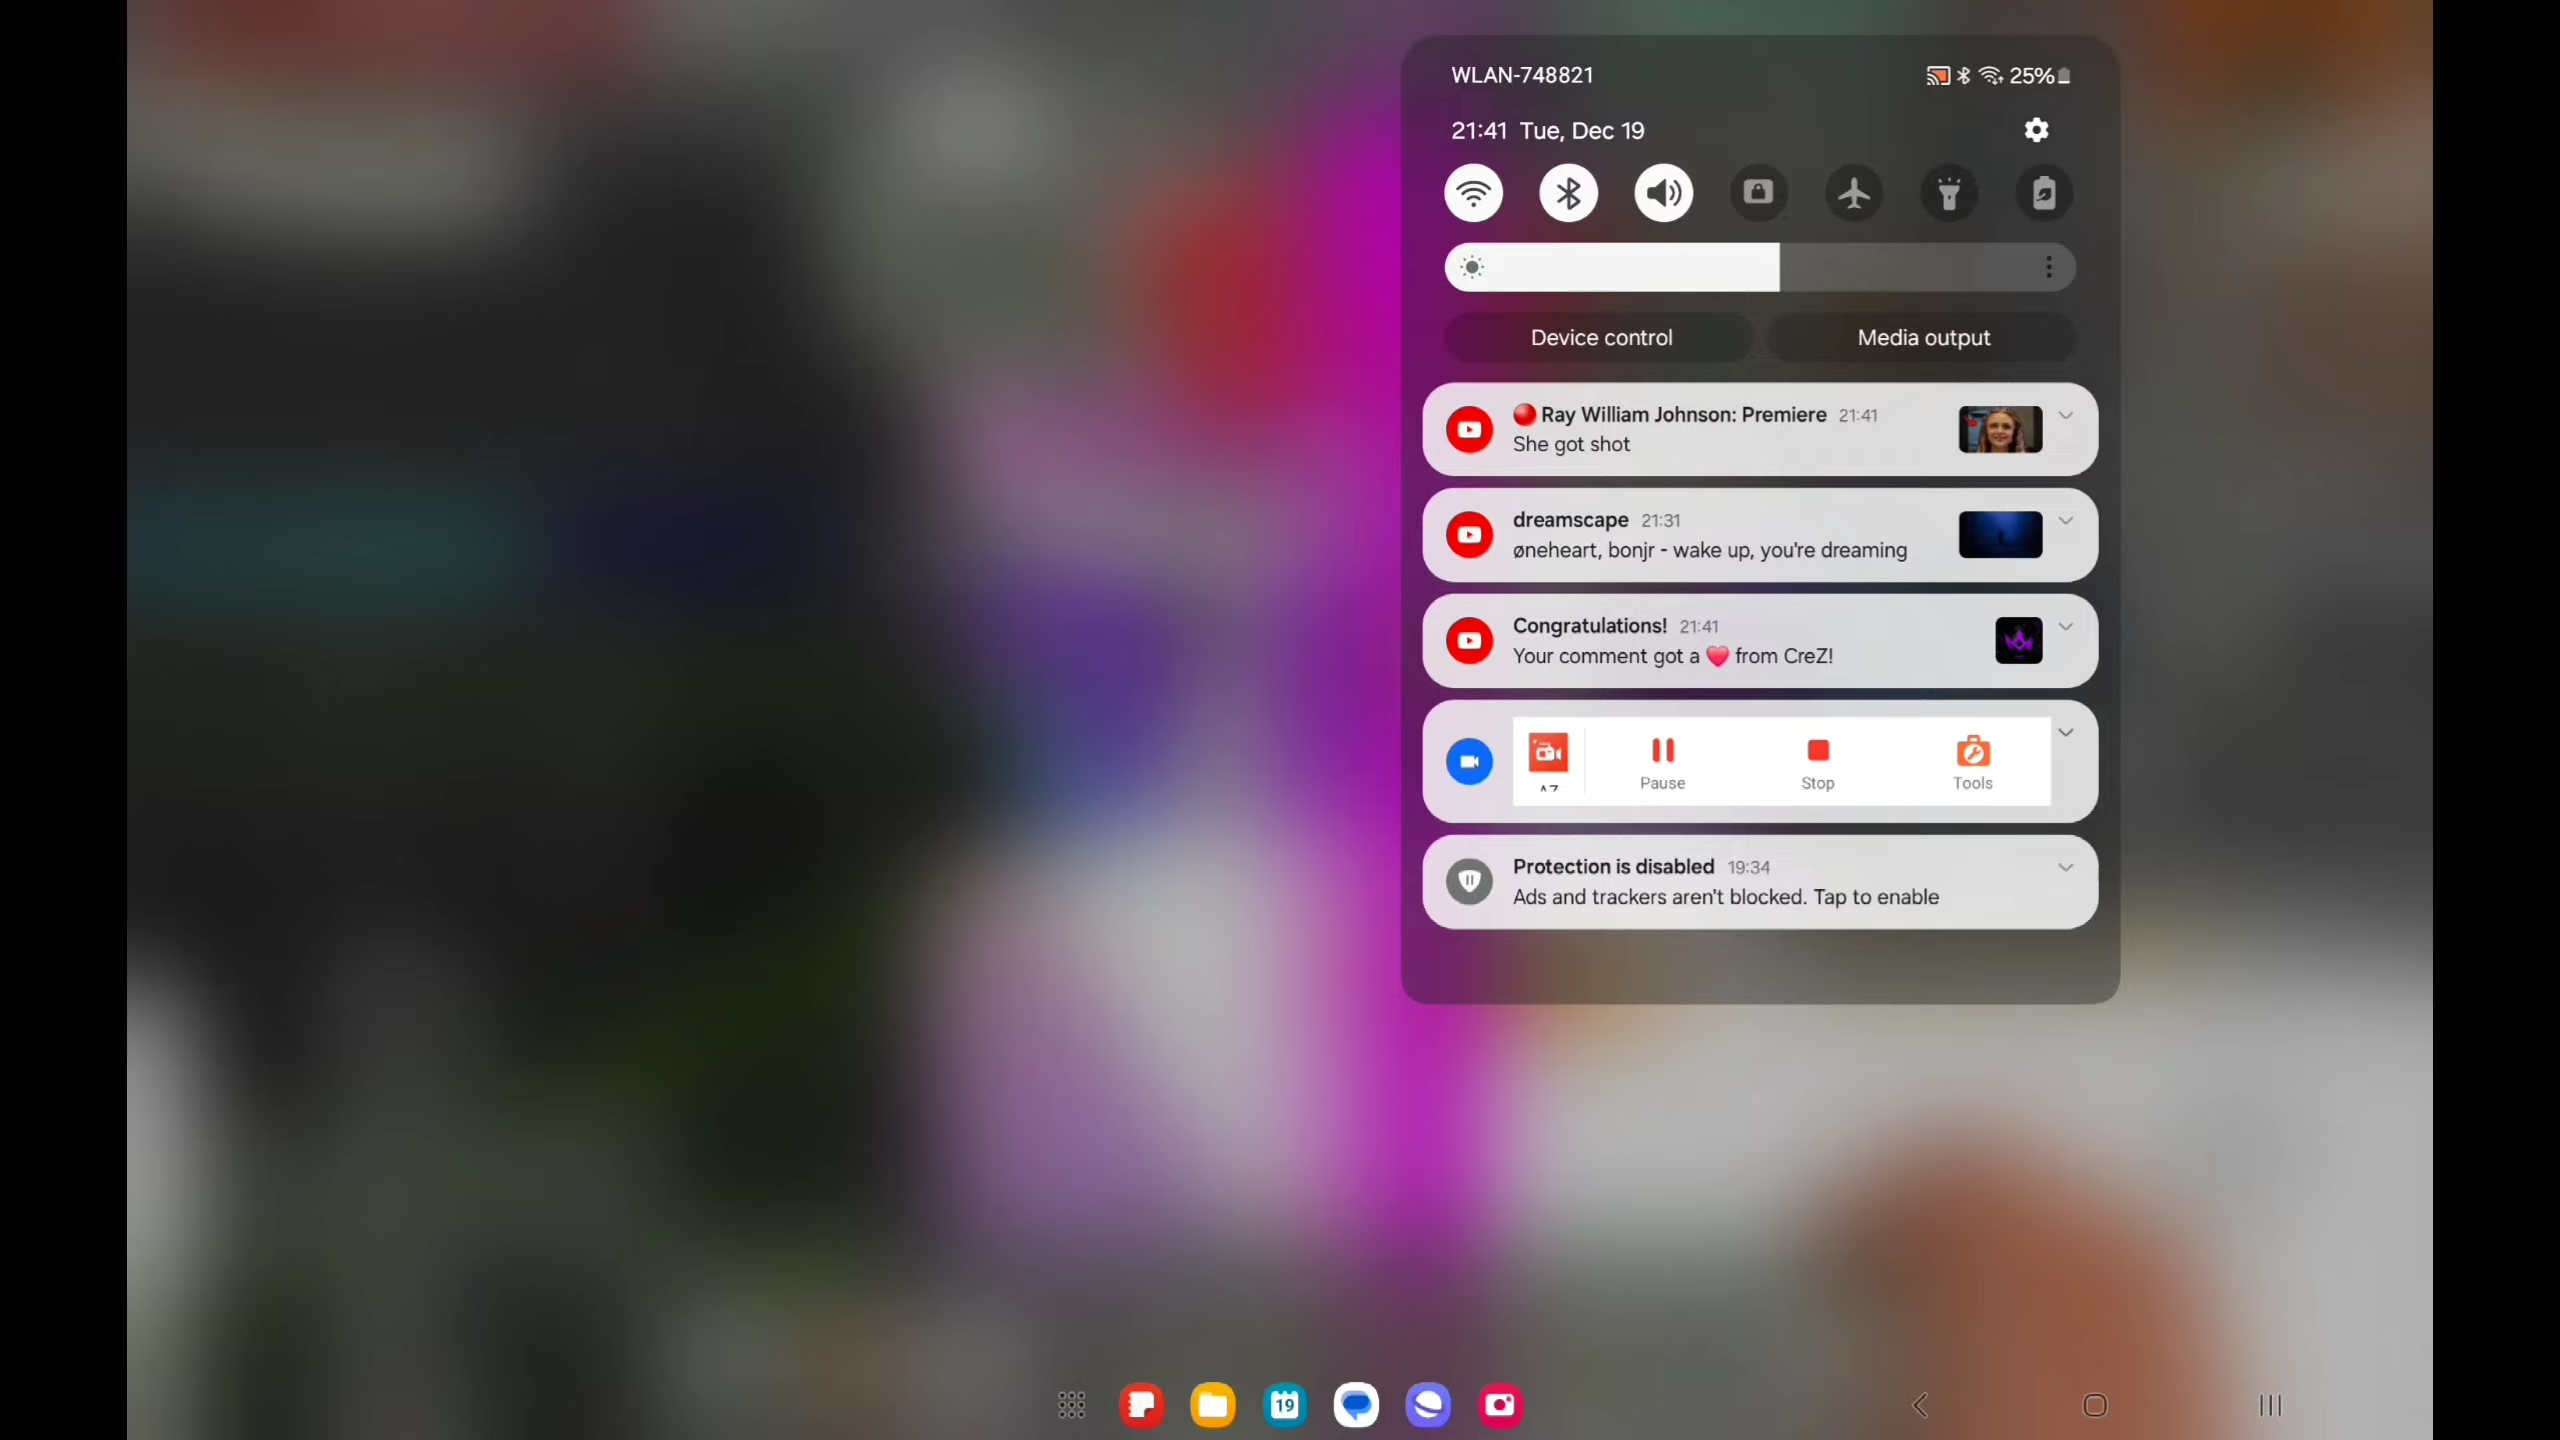 WLAN-748821
25%
21:41 Tue, Dec 19
Device control
Media output
🔴 Ray William Johnson: Premiere 21:41
She got shot
dreamscape 21:31
øneheart, bonjr - wake up, you're dreaming
Congratulations! 21:41
Your comment got a ❤️ from CreZ!
Pause
Stop
Tools
Protection is disabled 19:34
Ads and trackers aren't blocked. Tap to enable
19